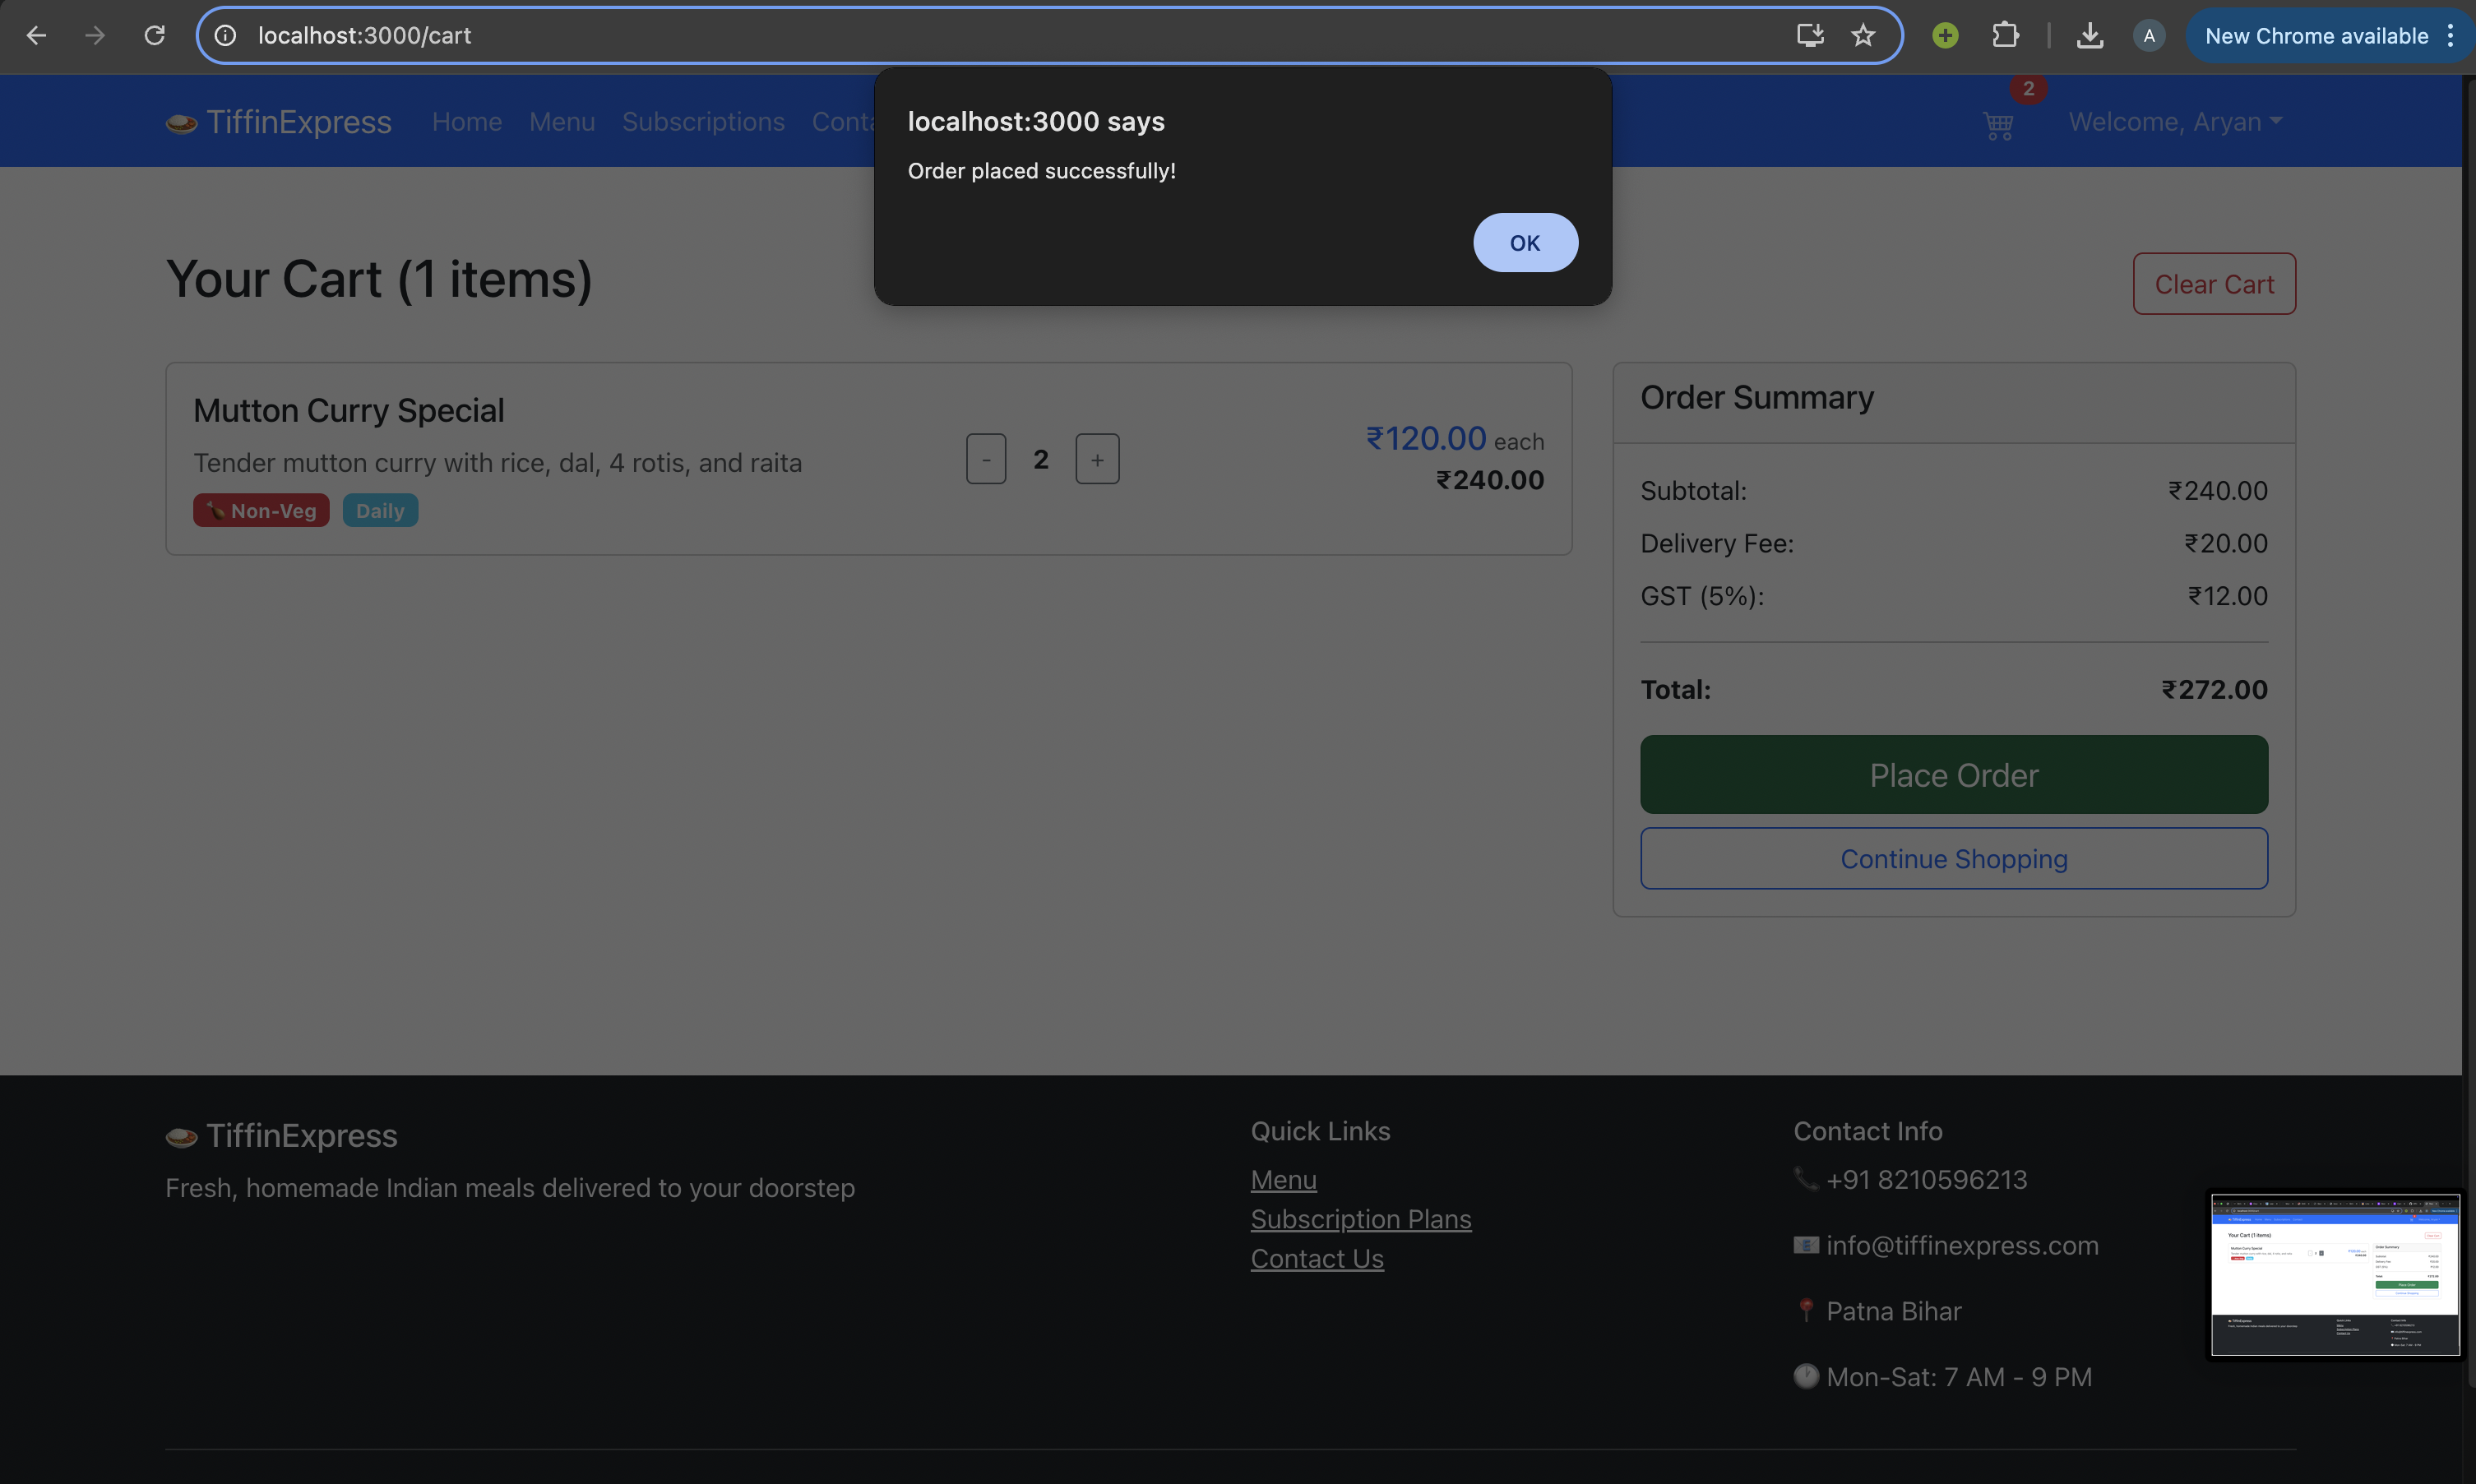 localhost:3000/cart
A
New Chrome available
TiffinExpress
Home
Menu
Subscriptions
2
Welcome, Aryan
localhost:3000 says
Order placed successfully!
OK
Your Cart (1 items)
Clear Cart
Mutton Curry Special
Tender mutton curry with rice, dal, 4 rotis, and raita
Non-Veg
Daily
-
2
+
₹120.00 each
₹240.00
Order Summary
Subtotal: ₹240.00
Delivery Fee: ₹20.00
GST (5%): ₹12.00
Total: ₹272.00
Place Order
Continue Shopping
TiffinExpress
Fresh, homemade Indian meals delivered to your doorstep
Quick Links
Menu
Subscription Plans
Contact Us
Contact Info
+91 8210596213
info@tiffinexpress.com
Patna Bihar
Mon-Sat: 7 AM - 9 PM
Your Cart (1 items)